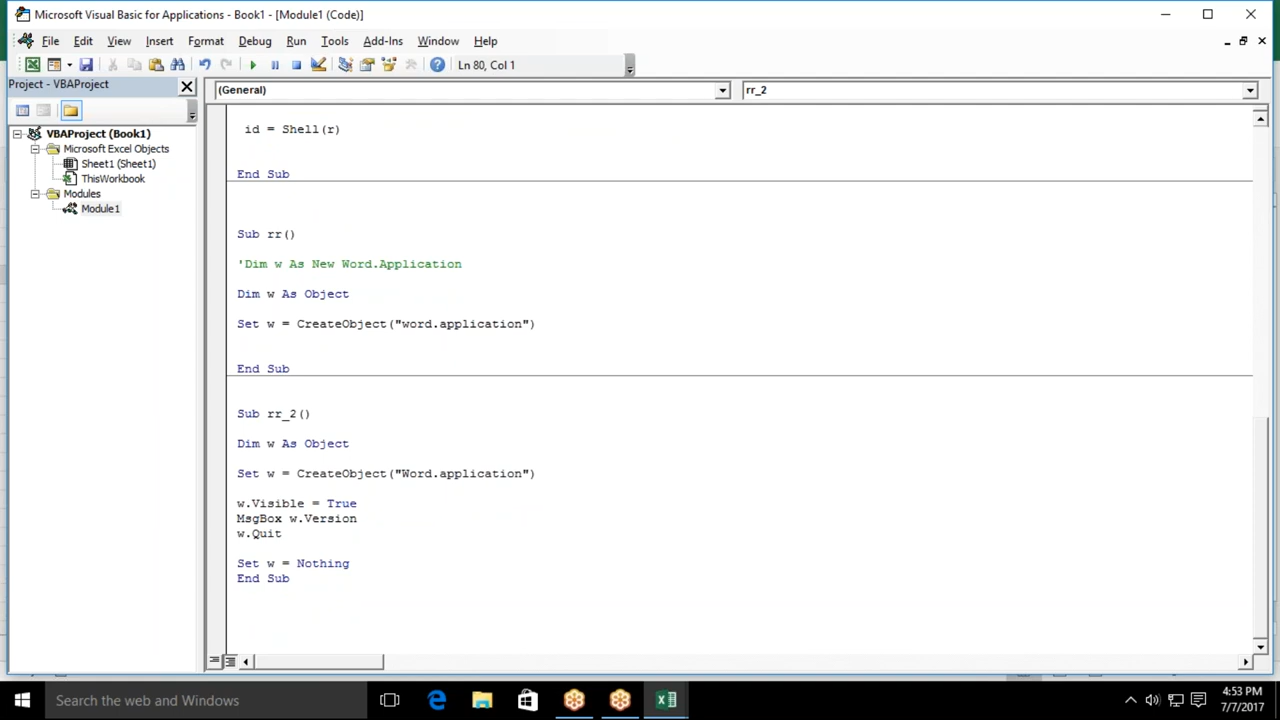 Microsoft Visual Basic for Applications - Book1 - [Module1 (Code)]
File Edit View Insert Format Debug Run Tools Add-Ins Window Help
Ln 80, Col 1
Project - VBAProject
(General)
rr_2
VBAProject (Book1)
Microsoft Excel Objects
Sheet1 (Sheet1)
ThisWorkbook
Modules
Module1
id = Shell(r)
End Sub
Sub rr()
'Dim w As New Word.Application
Dim w As Object
Set w = CreateObject("word.application")
End Sub
Sub rr_2()
Dim w As Object
Set w = CreateObject("Word.application")
w.Visible = True
MsgBox w.Version
w.Quit
Set w = Nothing
End Sub
Search the web and Windows
4:53 PM
7/7/2017